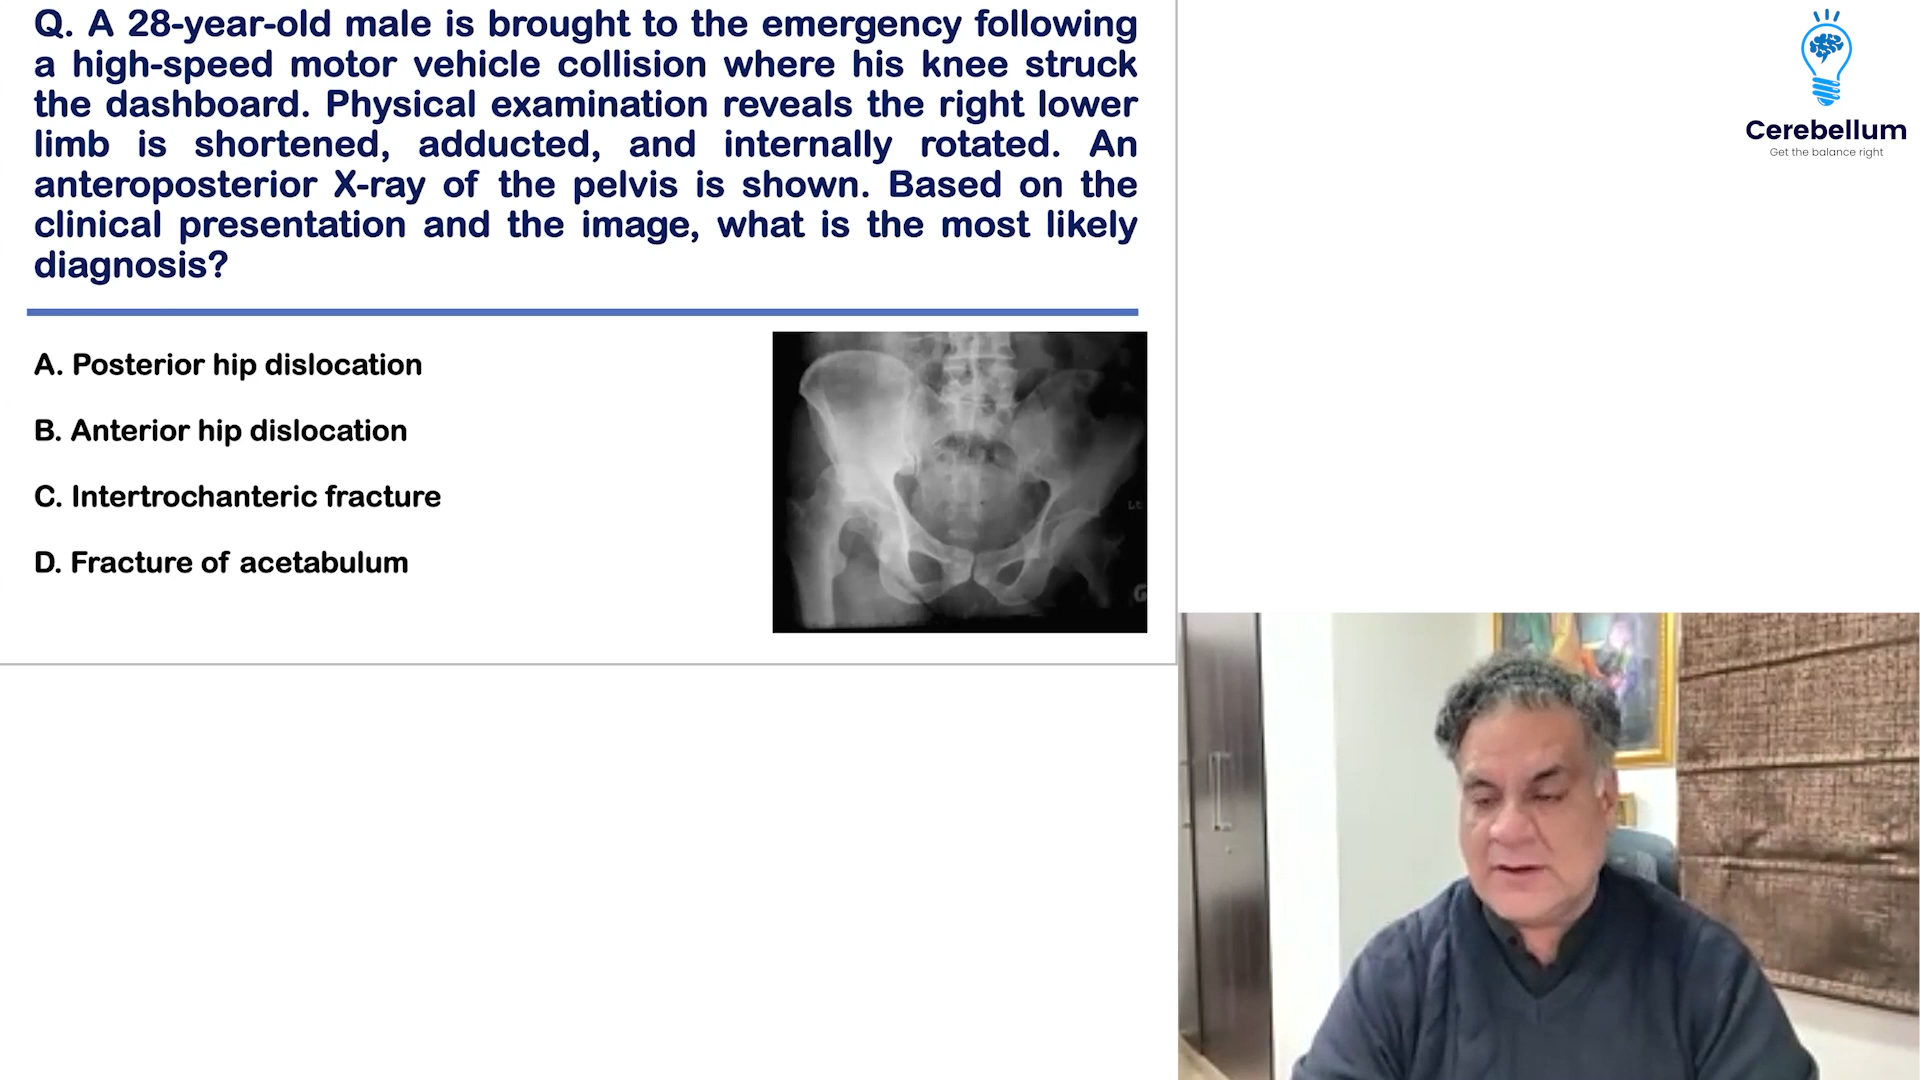 Q. A 28-year-old male is brought to the emergency following
a high-speed motor vehicle collision where his knee struck
the dashboard. Physical examination reveals the right lower
limb is shortened, adducted, and internally rotated. An
anteroposterior X-ray of the pelvis is shown. Based on the
clinical presentation and the image, what is the most likely
diagnosis?
A. Posterior hip dislocation
B. Anterior hip dislocation
C. Intertrochanteric fracture
D. Fracture of acetabulum
Lt
G
Cerebellum
Get the balance right